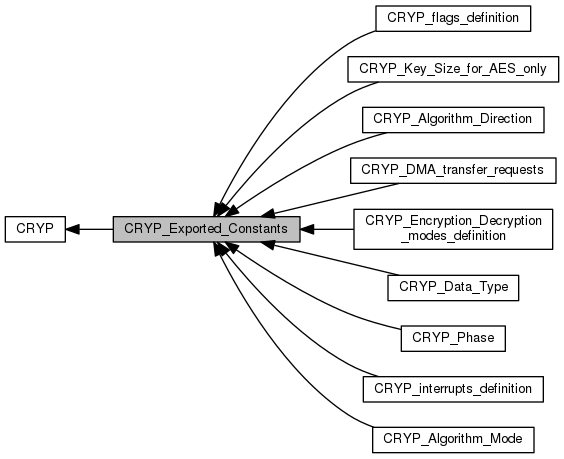 CRYP_flags_definition
CRYP_Key_Size_for_AES_only
CRYP_Algorithm_Direction
CRYP_DMA_transfer_requests
CRYP
CRYP_Exported_Constants
CRYP_Encryption_Decryption
_modes_definition
CRYP_Data_Type
CRYP_Phase
CRYP_interrupts_definition
CRYP_Algorithm_Mode